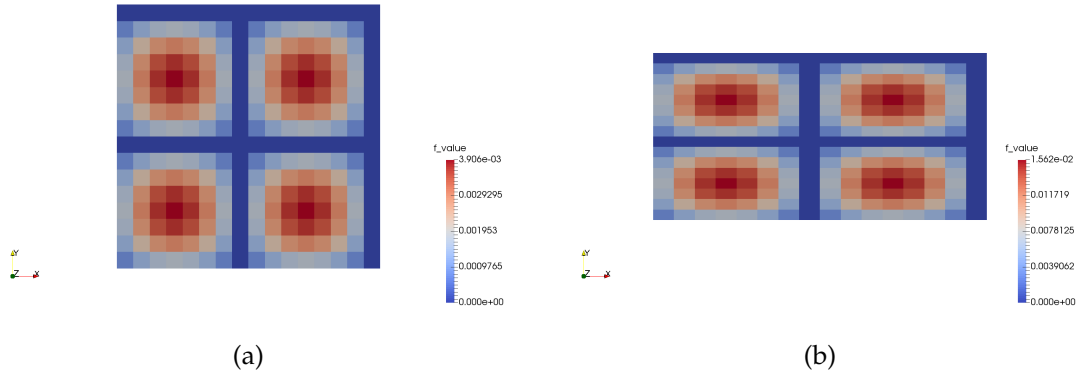 f_value
3.906e-03
0.0029295
0.001953
0.0009765
0.000e+00
Y
Z
X
(a)
f_value
1.562e-02
0.011719
0.0078125
0.0039062
0.000e+00
Y
Z
X
(b)